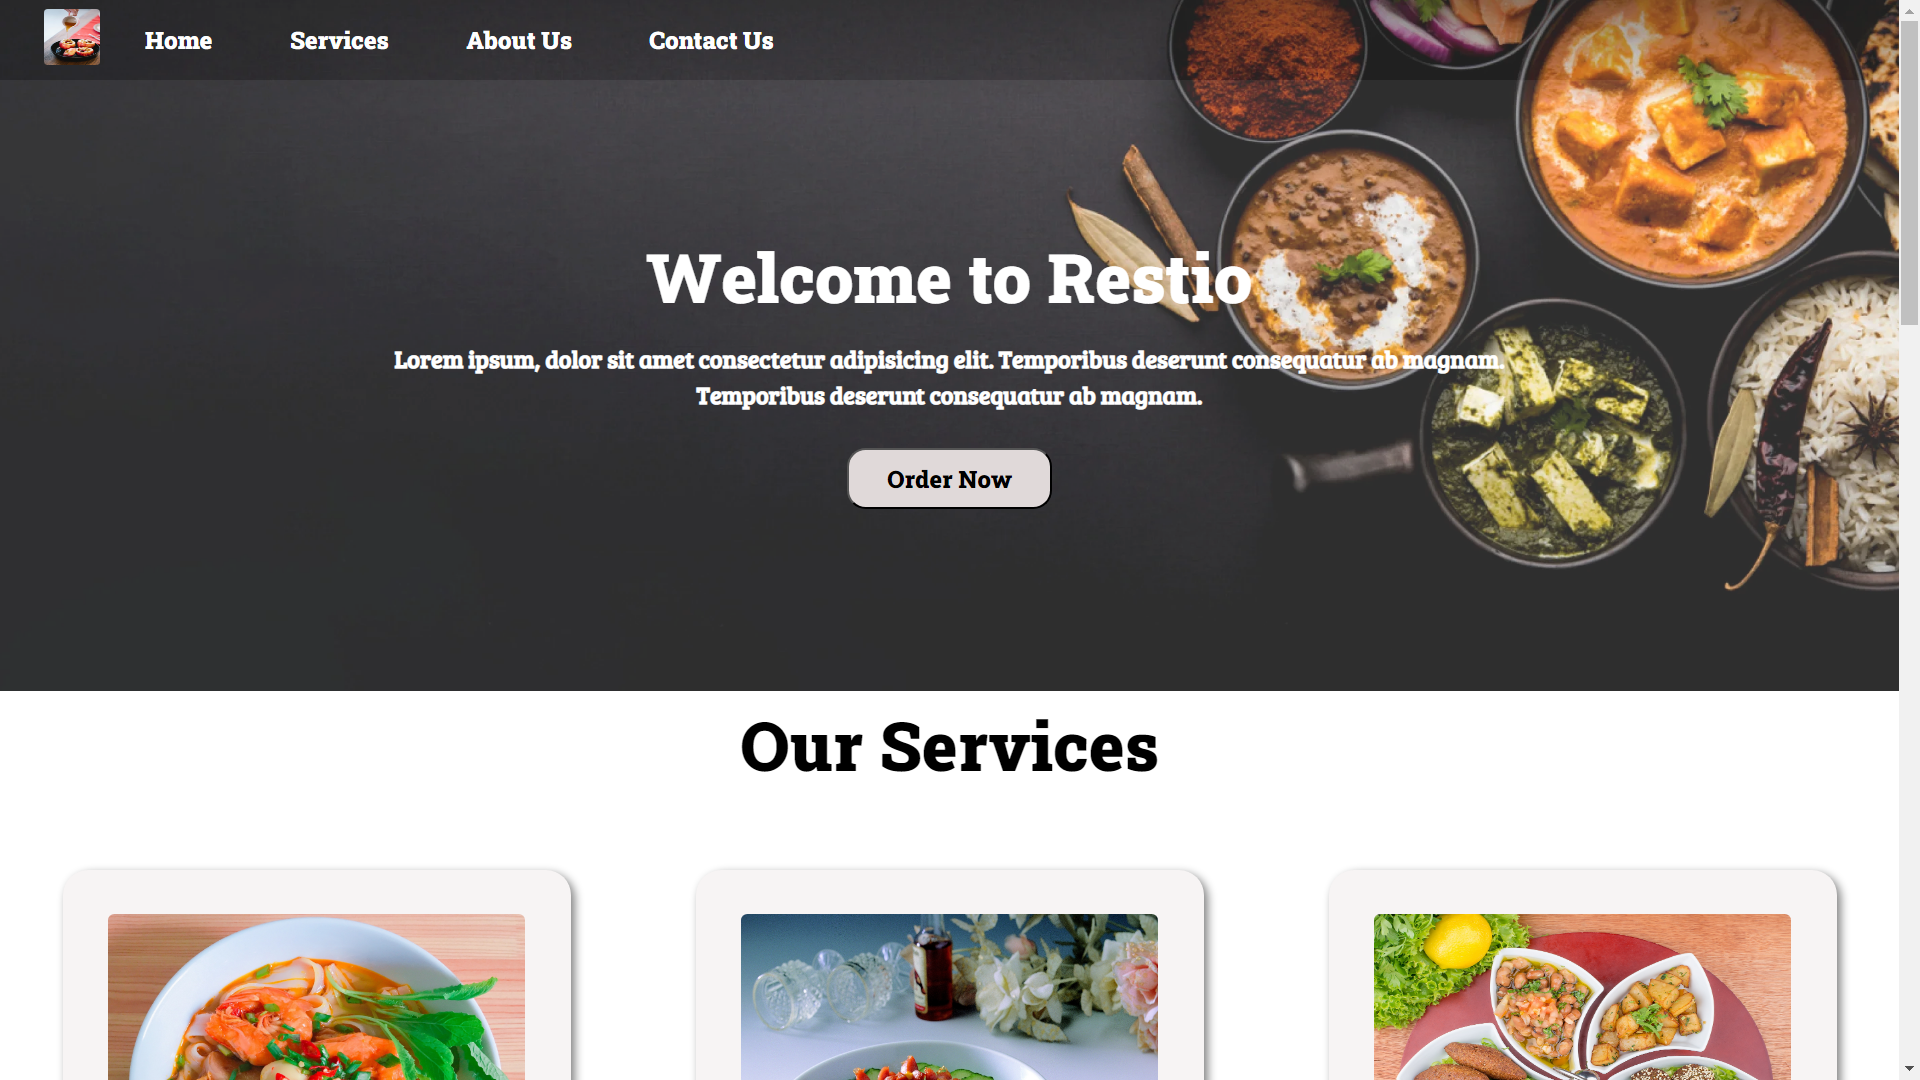 Home Services About Us Contact Us
Welcome to Restio
Lorem ipsum, dolor sit amet consectetur adipisicing elit. Temporibus deserunt consequatur ab magnam.
Temporibus deserunt consequatur ab magnam.
Order Now
Our Services